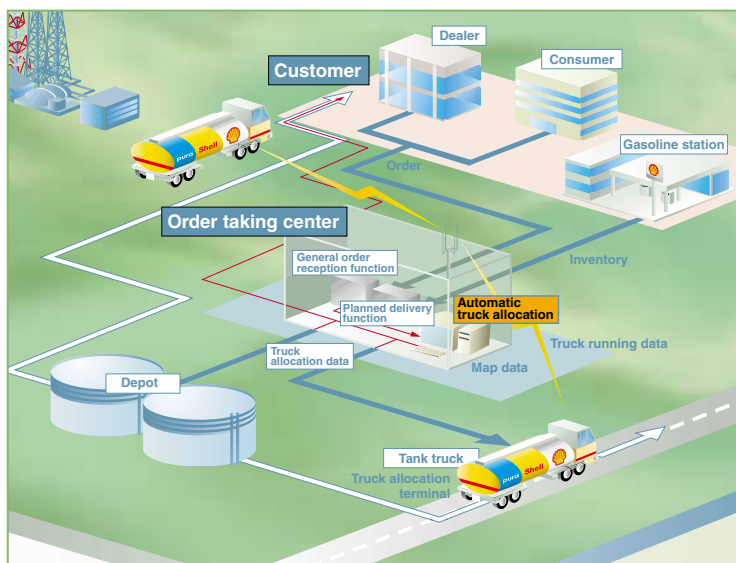 Dealer
Customer
Consumer
Gasoline station
pura
Shell
Order
Order taking center
General order
reception function
Inventory
Planned delivery
function
Automatic
truck allocation
Truck
allocation data
Truck running data
Map data
Depot
Tank truck
Truck allocation
terminal
pura
Shell